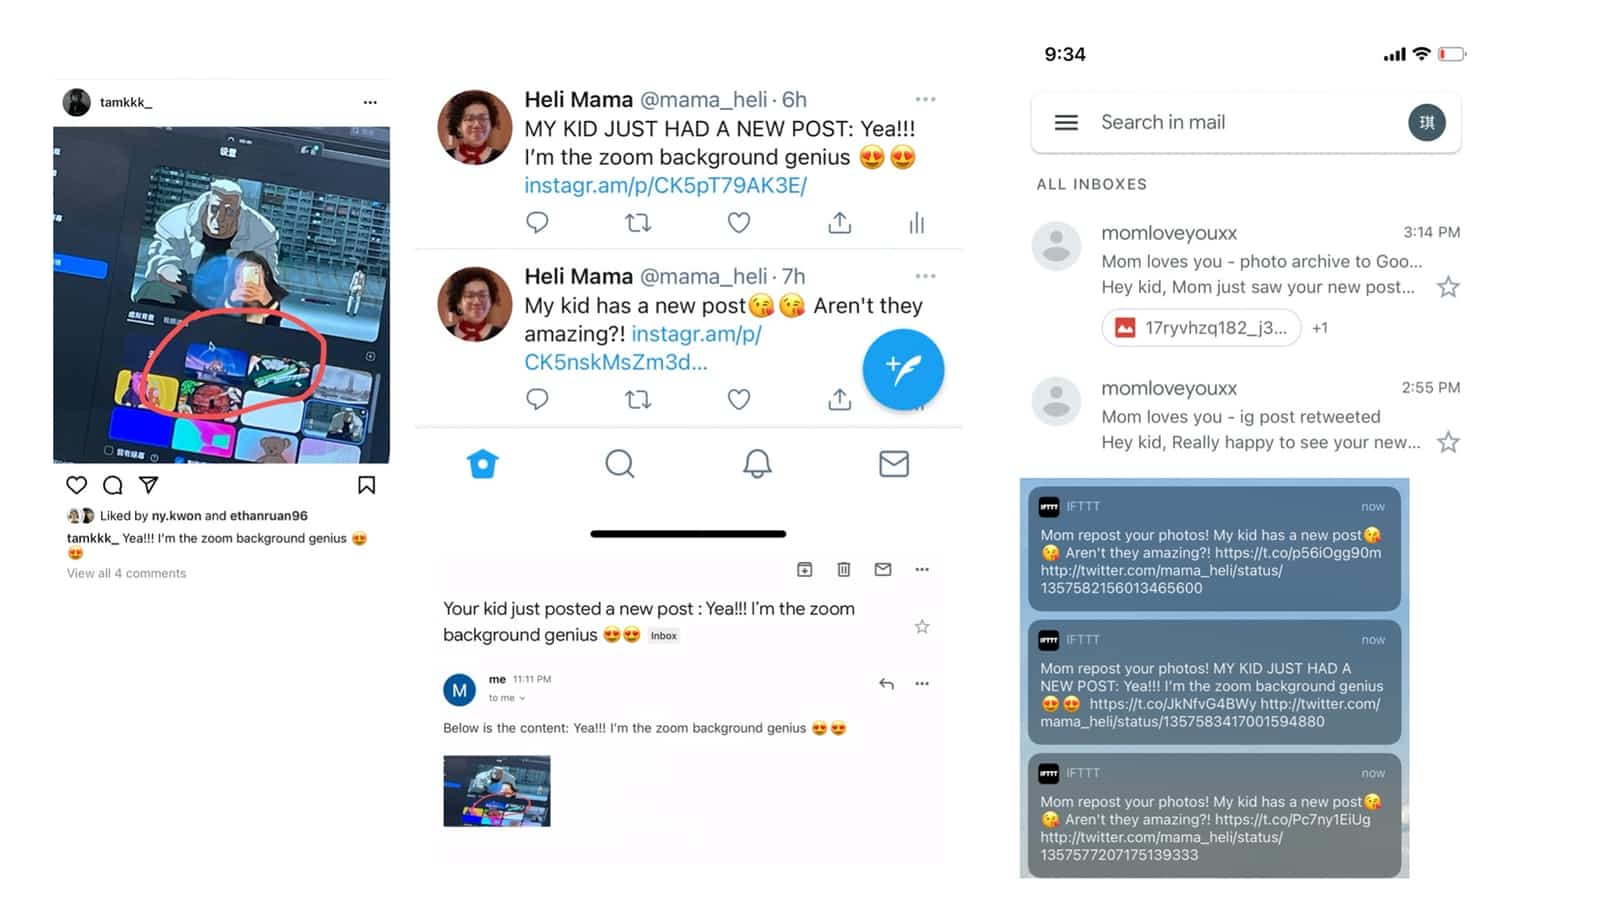 tamkkk_
设置
虚拟背景
Liked by ny.kwon and ethanruan96
tamkkk_ Yea!!! I'm the zoom background genius 😍
😍
View all 4 comments
Heli Mama @mama_heli · 6h
MY KID JUST HAD A NEW POST: Yea!!!
I'm the zoom background genius 😍 😍
instagr.am/p/CK5pT79AK3E/
Heli Mama @mama_heli · 7h
My kid has a new post😘 😘 Aren't they
amazing?! instagr.am/p/
CK5nskMsZm3d...
Your kid just posted a new post : Yea!!! I'm the zoom
background genius 😍😍 Inbox
M
me 11:11 PM
to me
Below is the content: Yea!!! I'm the zoom background genius 😍😍
9:34
Search in mail
琪
ALL INBOXES
momloveyouxx 3:14 PM
Mom loves you - photo archive to Goo...
Hey kid, Mom just saw your new post...
17ryvhzq182_j3... +1
momloveyouxx 2:55 PM
Mom loves you - ig post retweeted
Hey kid, Really happy to see your new...
IFTTT IFTTT now
Mom repost your photos! My kid has a new post😘
😘 Aren't they amazing?! https://t.co/p56iOgg90m
http://twitter.com/mama_heli/status/
1357582156013465600
IFTTT IFTTT now
Mom repost your photos! MY KID JUST HAD A
NEW POST: Yea!!! I'm the zoom background genius
😍 😍 https://t.co/JkNfvG4BWy http://twitter.com/
mama_heli/status/1357583417001594880
IFTTT IFTTT now
Mom repost your photos! My kid has a new post😘
😘 Aren't they amazing?! https://t.co/Pc7ny1EiUg
http://twitter.com/mama_heli/status/
1357577207175139333